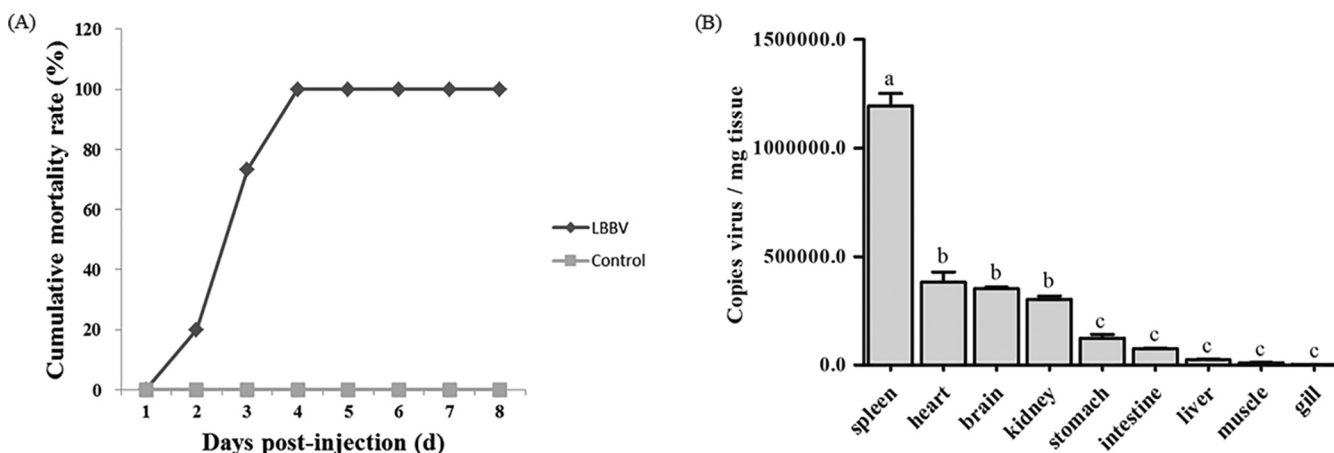 (A)
Cumulative mortality rate (%)
120
100
80
60
40
20
0
1 2 3 4 5 6 7 8
Days post-injection (d)
LBBV
Control
(B)
Copies virus / mg tissue
1500000.0
1000000.0
500000.0
0.0
a
b
b
b
c
c
c
c
c
spleen
heart
brain
kidney
stomach
intestine
liver
muscle
gill